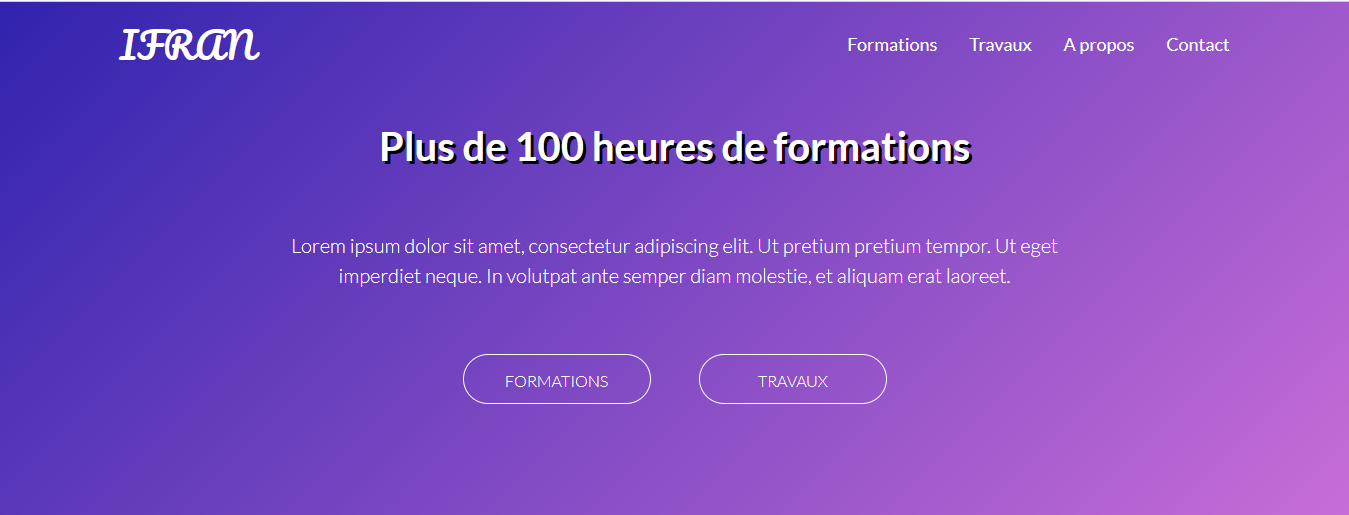 IFRAN
Formations Travaux A propos Contact
Plus de 100 heures de formations
Lorem ipsum dolor sit amet, consectetur adipiscing elit. Ut pretium pretium tempor. Ut eget
imperdiet neque. In volutpat ante semper diam molestie, et aliquam erat laoreet.
FORMATIONS TRAVAUX